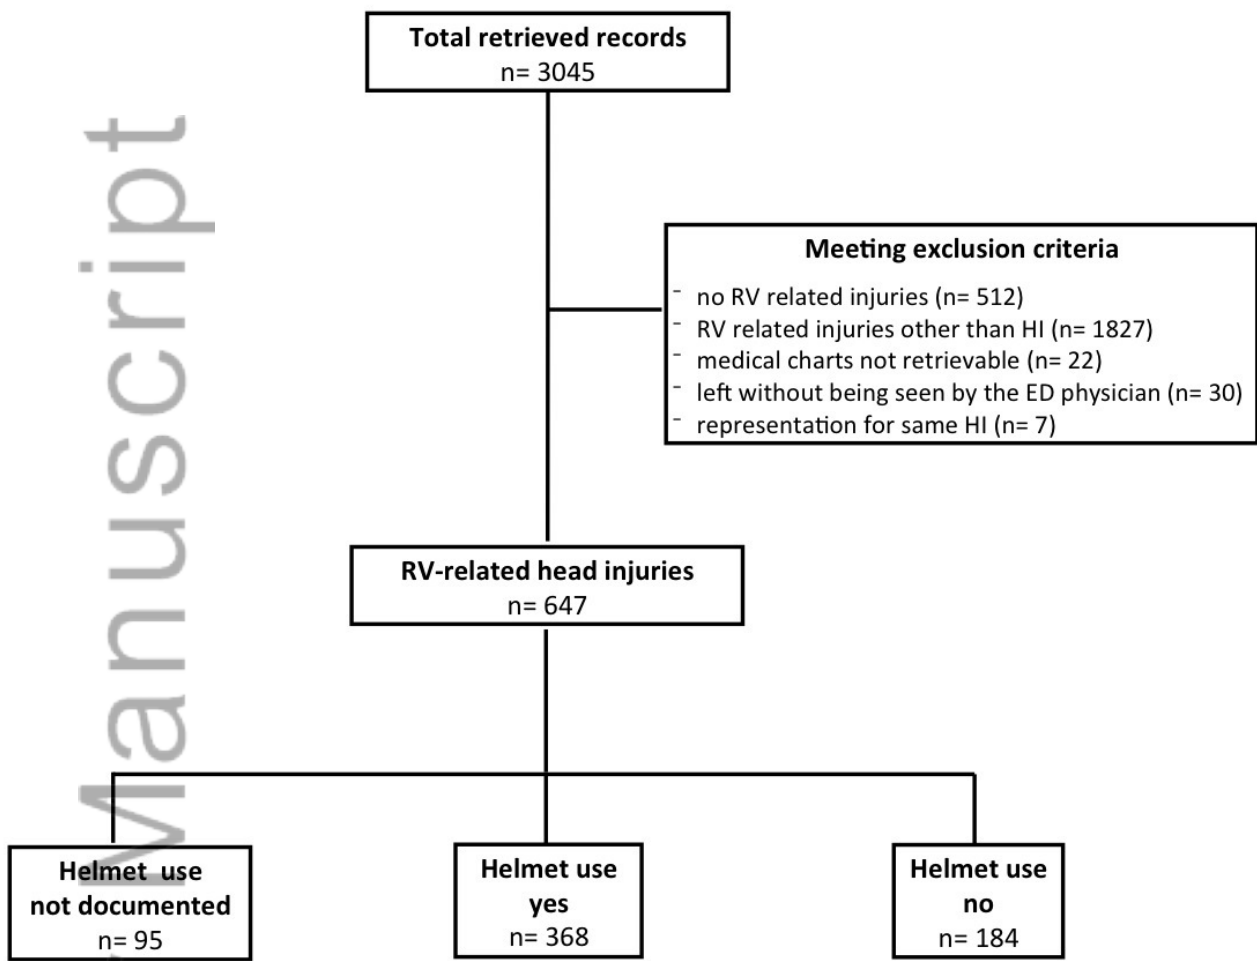 Total retrieved records
n= 3045
Meeting exclusion criteria
- no RV related injuries (n= 512)
- RV related injuries other than HI (n= 1827)
- medical charts not retrievable (n= 22)
- left without being seen by the ED physician (n= 30)
- representation for same HI (n= 7)
RV-related head injuries
n= 647
Helmet use
not documented
n= 95
Helmet use
yes
n= 368
Helmet use
no
n= 184
Manuscript